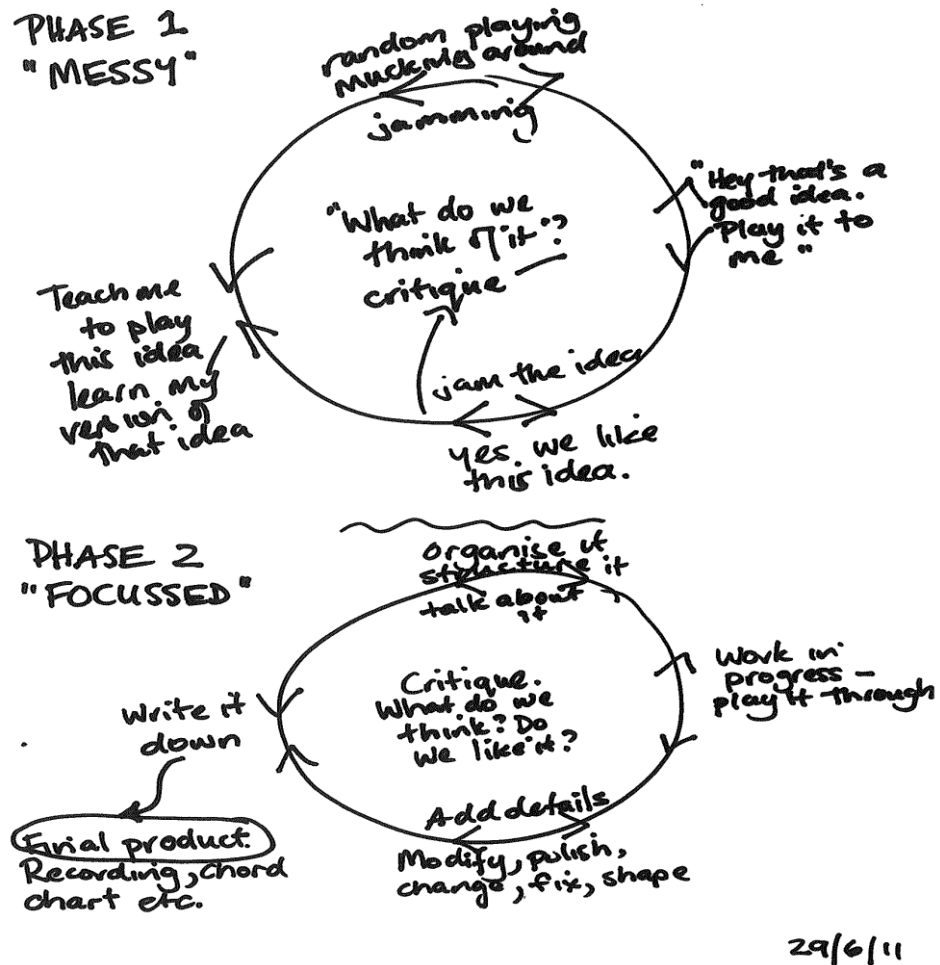 PHASE 1
"MESSY"
random playing
mucking around
jamming
"Hey that's a
good idea.
Play it to
me"
"What do we
think of it"?
critique
Teach me
to play
this idea
learn my
version of
that idea
jam the idea
yes. we like
this idea.
PHASE 2
"FOCUSSED"
organise it
structure it
talk about
it
Work in
progress –
play it through
Critique.
What do we
think? Do
we like it?
Write it
down
Add details
Modify, polish,
change, fix, shape
Final product.
Recording, chord
chart etc.
29/6/11